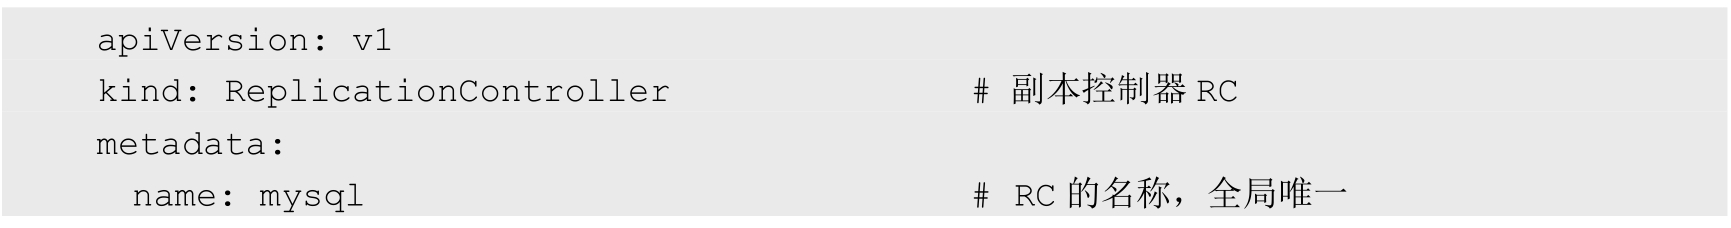 apiVersion: v1
kind: ReplicationController # 副本控制器 RC
metadata:
  name: mysql # RC 的名称，全局唯一